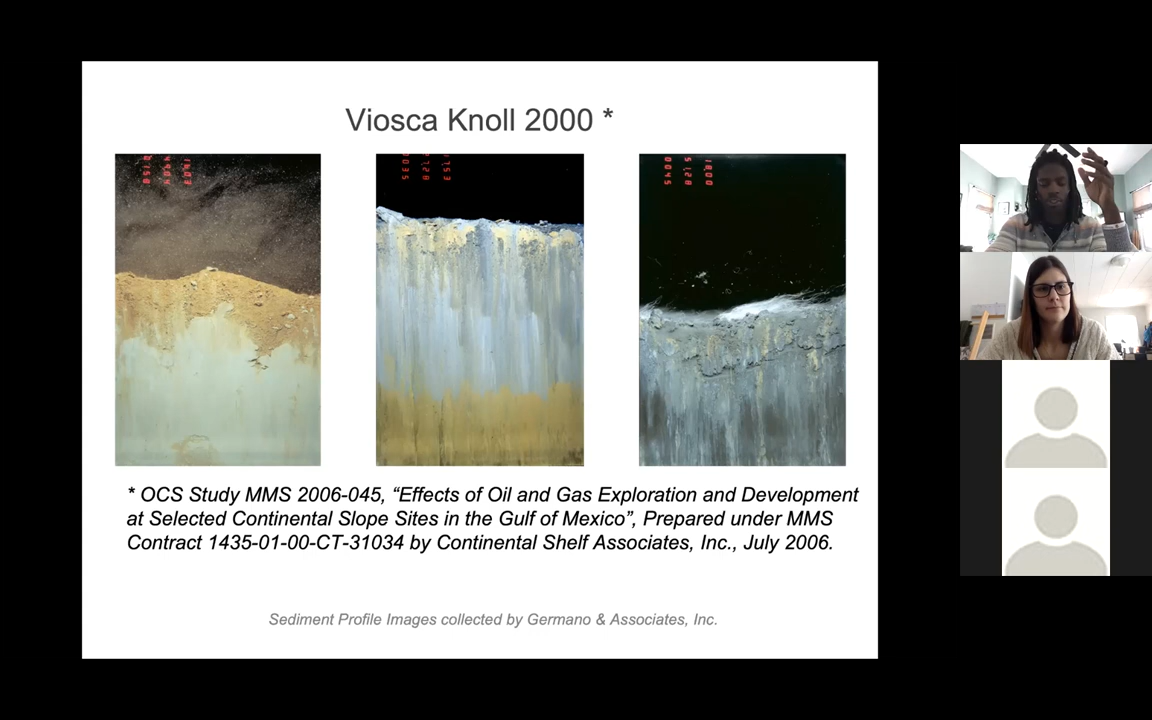 Viosca Knoll 2000 *
* OCS Study MMS 2006-045, “Effects of Oil and Gas Exploration and Development
at Selected Continental Slope Sites in the Gulf of Mexico”, Prepared under MMS
Contract 1435-01-00-CT-31034 by Continental Shelf Associates, Inc., July 2006.
Sediment Profile Images collected by Germano & Associates, Inc.